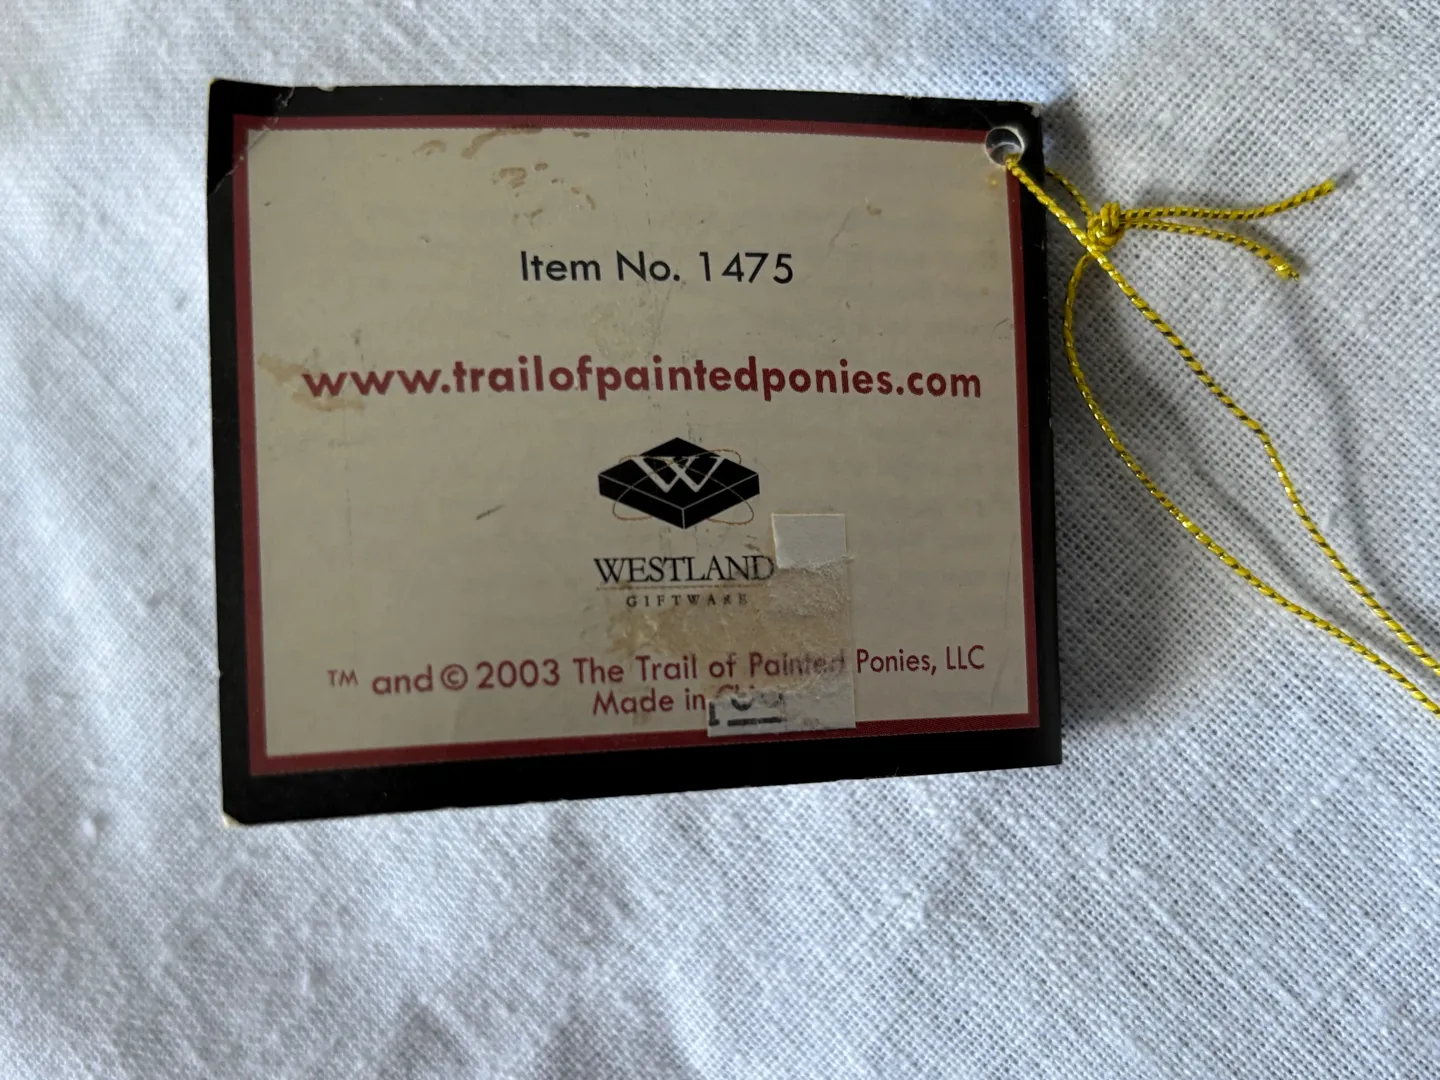 Item No. 1475
www.trailofpaintedponies.com
W
WESTLAND
GIFTWARE
™ and © 2003 The Trail of Painted Ponies, LLC
Made in